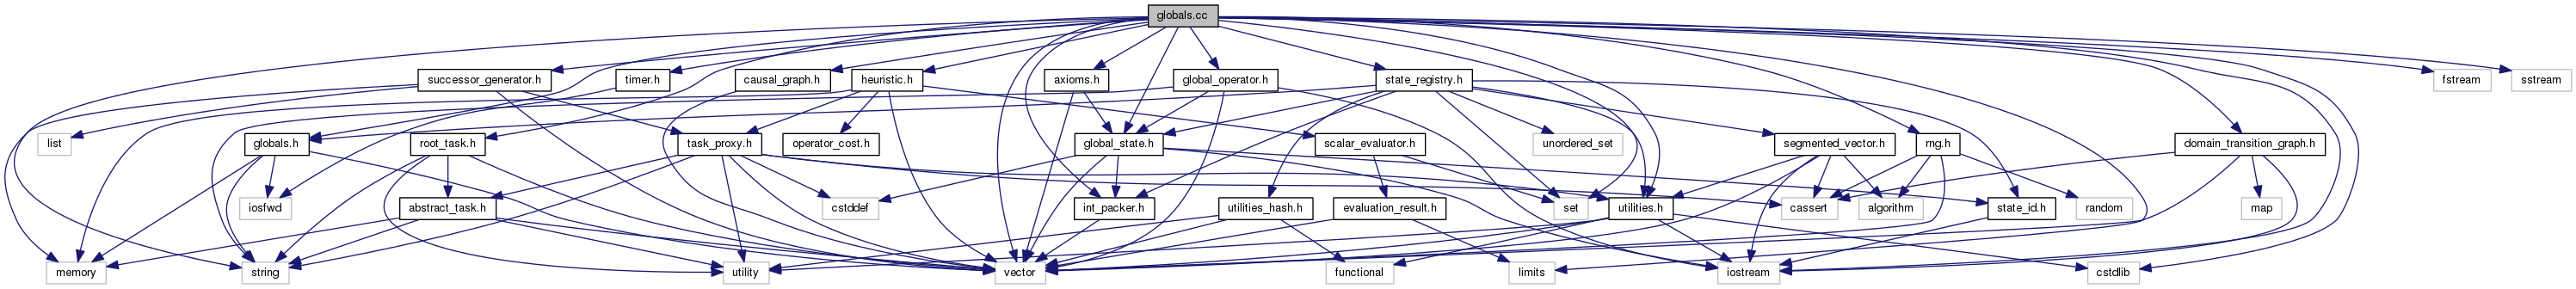 globals.cc
successor_generator.h
timer.h
causal_graph.h
heuristic.h
axioms.h
global_operator.h
state_registry.h
fstream
sstream
list
globals.h
root_task.h
task_proxy.h
operator_cost.h
global_state.h
scalar_evaluator.h
unordered_set
segmented_vector.h
rng.h
domain_transition_graph.h
iosfwd
abstract_task.h
cstddef
int_packer.h
utilities_hash.h
evaluation_result.h
set
utilities.h
cassert
algorithm
state_id.h
random
map
memory
string
utility
vector
functional
limits
iostream
cstdlib